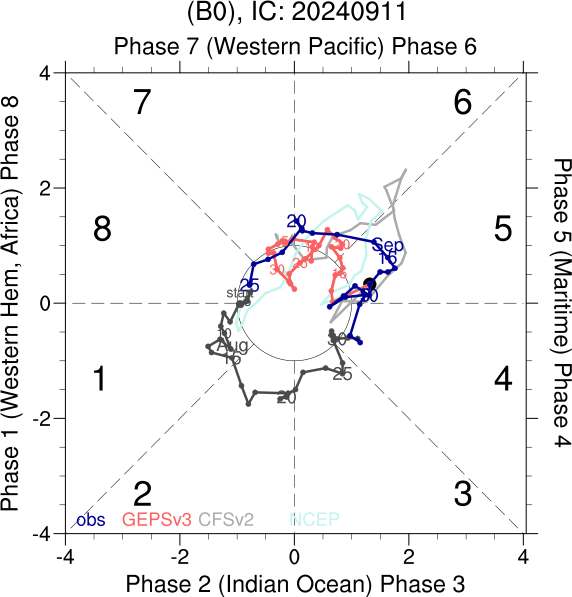 (B0), IC: 20240911
Phase 7 (Western Pacific) Phase 6
Phase 1 (Western Hem, Africa) Phase 8
Phase 5 (Maritime) Phase 4
4
7
6
2
20
8
5
Sep
15
30
25
start
0
Aug
15
1
4
25
-2
20
2
3
obs GEPSv3 CFSv2 NCEP
-4
-4 -2 0 2 4
Phase 2 (Indian Ocean) Phase 3